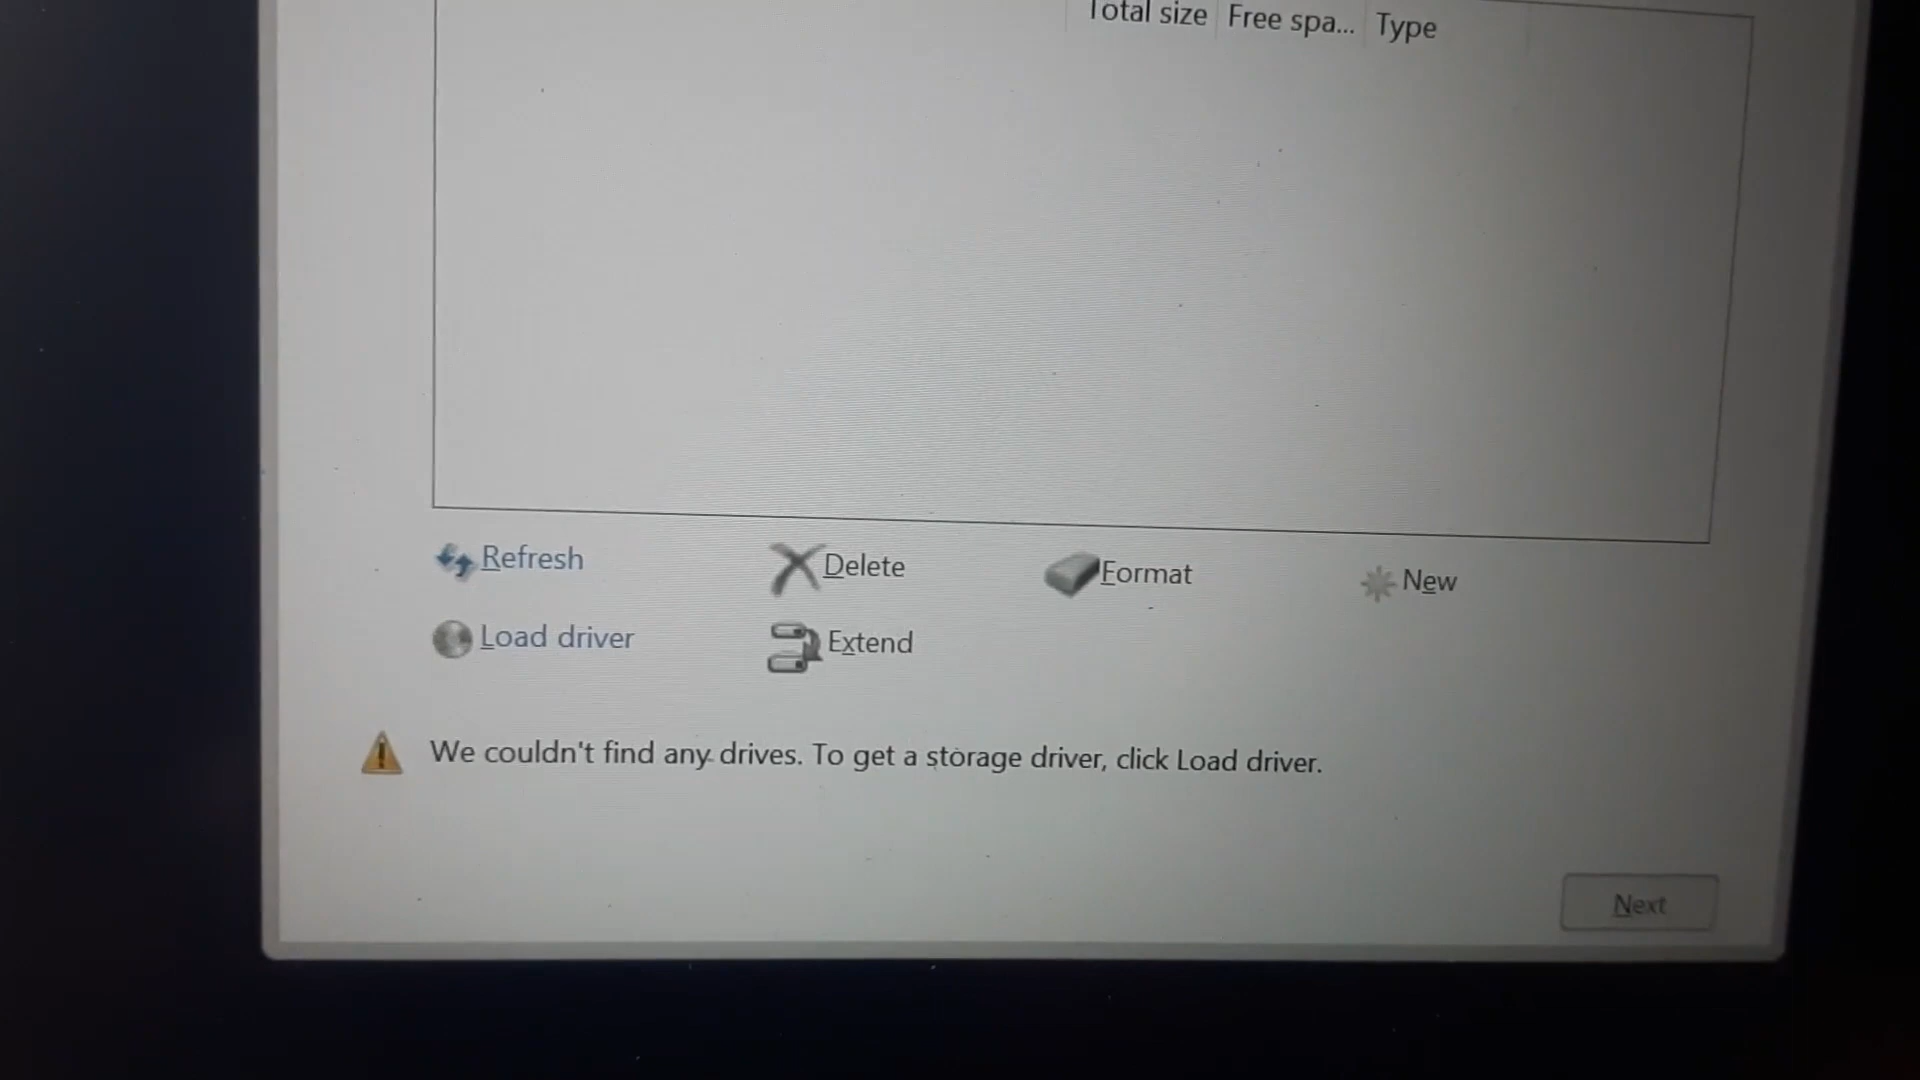 Total size Free spa... Type
Refresh Delete Format New
Load driver Extend
We couldn't find any drives. To get a storage driver, click Load driver.
Next